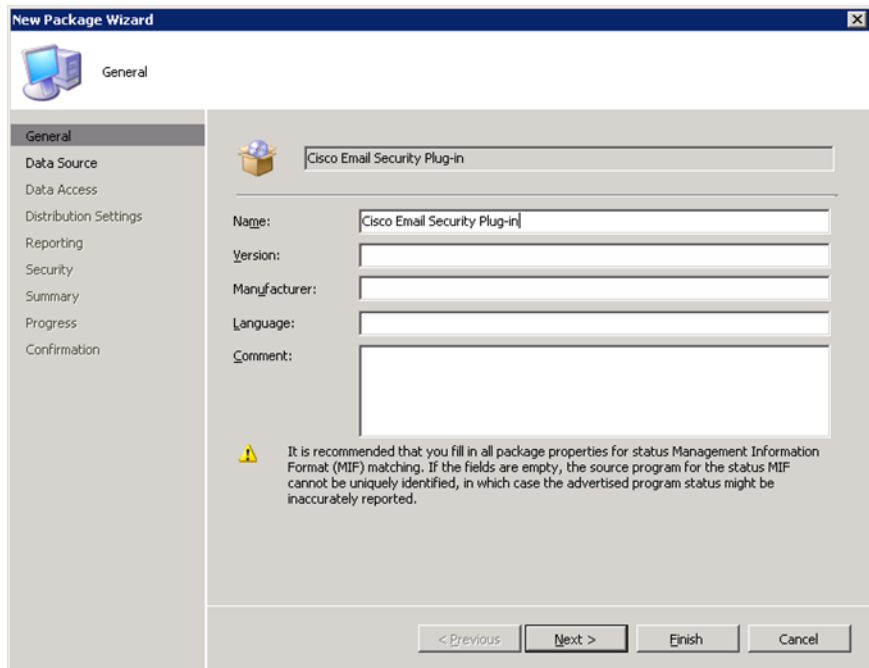 New Package Wizard
General
General
Data Source
Data Access
Distribution Settings
Reporting
Security
Summary
Progress
Confirmation
Cisco Email Security Plug-in
Name:
Cisco Email Security Plug-in
Version:
Manufacturer:
Language:
Comment:
It is recommended that you fill in all package properties for status Management Information
Format (MIF) matching. If the fields are empty, the source program for the status MIF
cannot be uniquely identified, in which case the advertised program status might be
inaccurately reported.
< Previous
Next >
Finish
Cancel